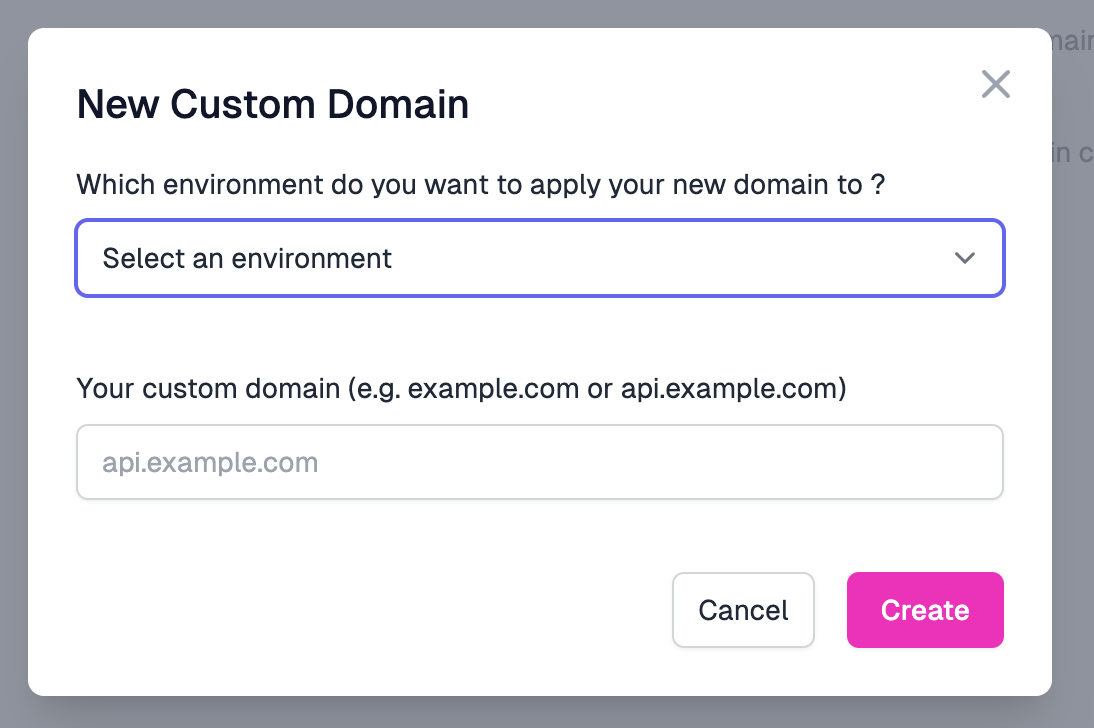 New Custom Domain
Which environment do you want to apply your new domain to ?
Select an environment
Your custom domain (e.g. example.com or api.example.com)
api.example.com
Cancel
Create